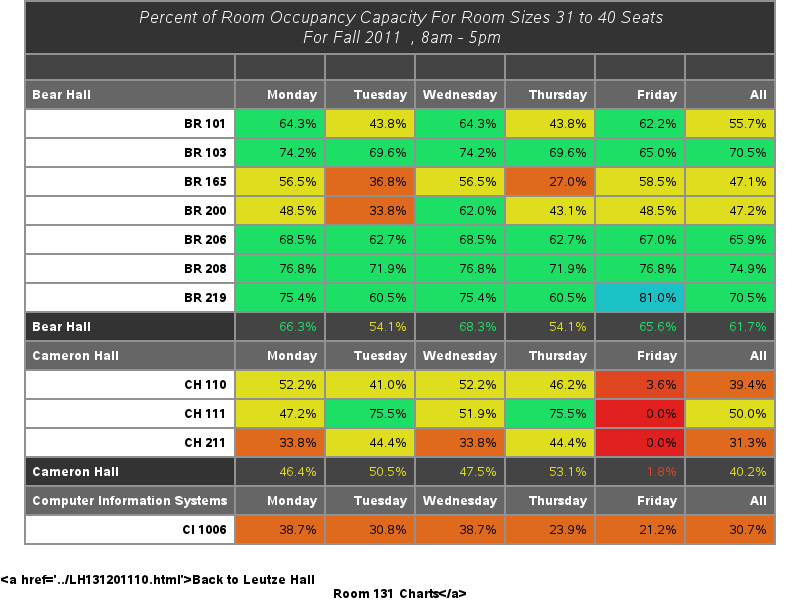 Percent of Room Occupancy Capacity For Room Sizes 31 to 40 Seats
For Fall 2011 , 8am - 5pm
Bear Hall Monday Tuesday Wednesday Thursday Friday All
BR 101 64.3% 43.8% 64.3% 43.8% 62.2% 55.7%
BR 103 74.2% 69.6% 74.2% 69.6% 65.0% 70.5%
BR 165 56.5% 36.8% 56.5% 27.0% 58.5% 47.1%
BR 200 48.5% 33.8% 62.0% 43.1% 48.5% 47.2%
BR 206 68.5% 62.7% 68.5% 62.7% 67.0% 65.9%
BR 208 76.8% 71.9% 76.8% 71.9% 76.8% 74.9%
BR 219 75.4% 60.5% 75.4% 60.5% 81.0% 70.5%
Bear Hall 66.3% 54.1% 68.3% 54.1% 65.6% 61.7%
Cameron Hall Monday Tuesday Wednesday Thursday Friday All
CH 110 52.2% 41.0% 52.2% 46.2% 3.6% 39.4%
CH 111 47.2% 75.5% 51.9% 75.5% 0.0% 50.0%
CH 211 33.8% 44.4% 33.8% 44.4% 0.0% 31.3%
Cameron Hall 46.4% 50.5% 47.5% 53.1% 1.8% 40.2%
Computer Information Systems Monday Tuesday Wednesday Thursday Friday All
CI 1006 38.7% 30.8% 38.7% 23.9% 21.2% 30.7%
<a href='../LH131201110.html'>Back to Leutze Hall
Room 131 Charts</a>